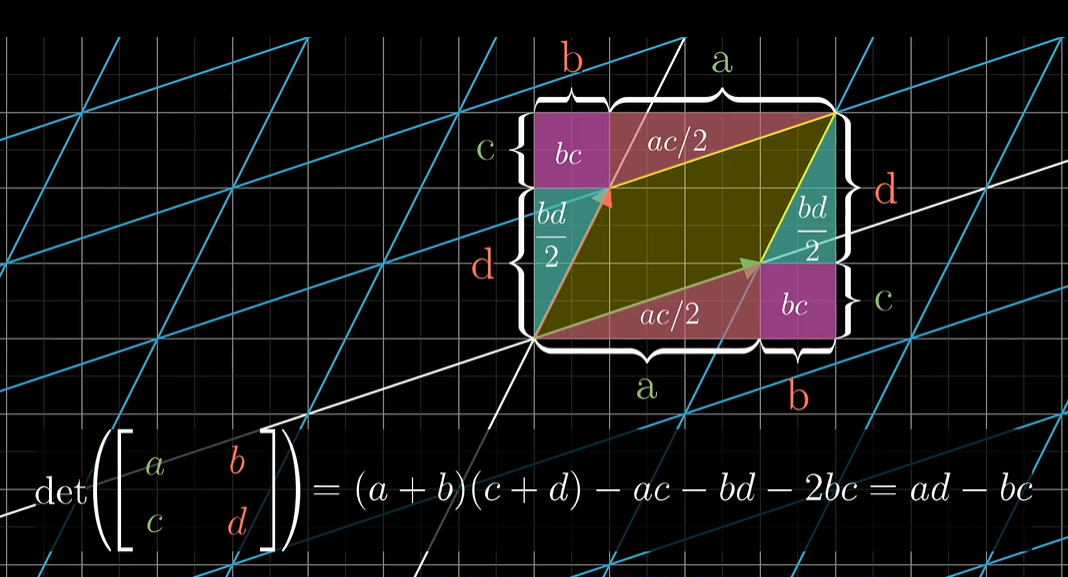 b a
c bc ac/2
d bd/2 bd/2 d
ac/2 bc c
a b
det([a b; c d]) = (a + b)(c + d) − ac − bd − 2bc = ad − bc